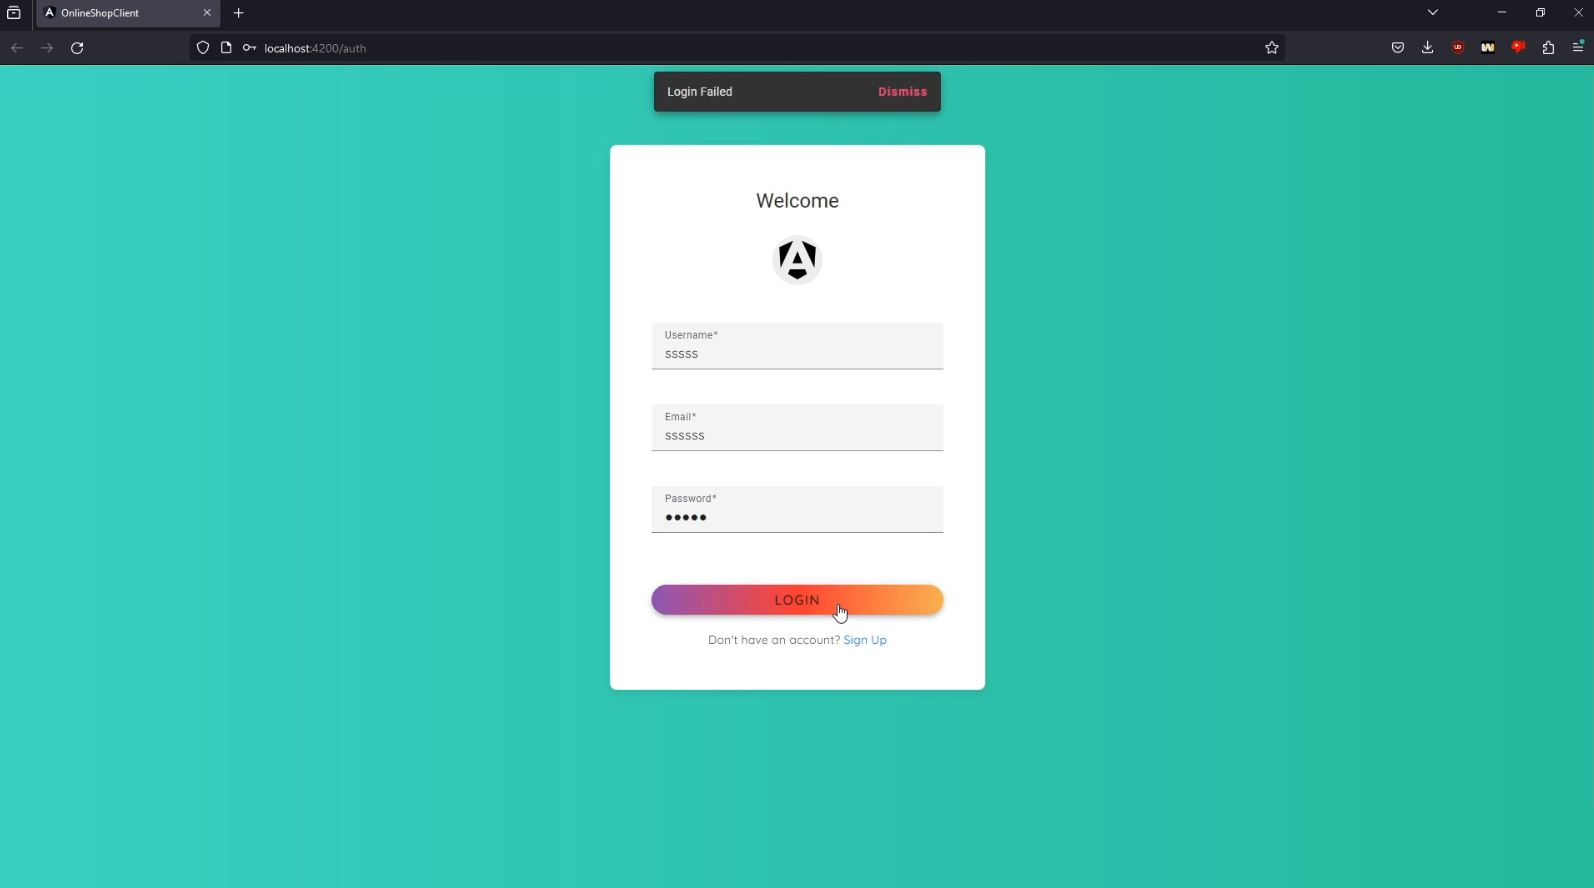 OnlineShopClient
localhost:4200/auth
Login Failed
Dismiss
Welcome
Username*
sssss
Email*
ssssss
Password*
•••••
LOGIN
Don't have an account? Sign Up